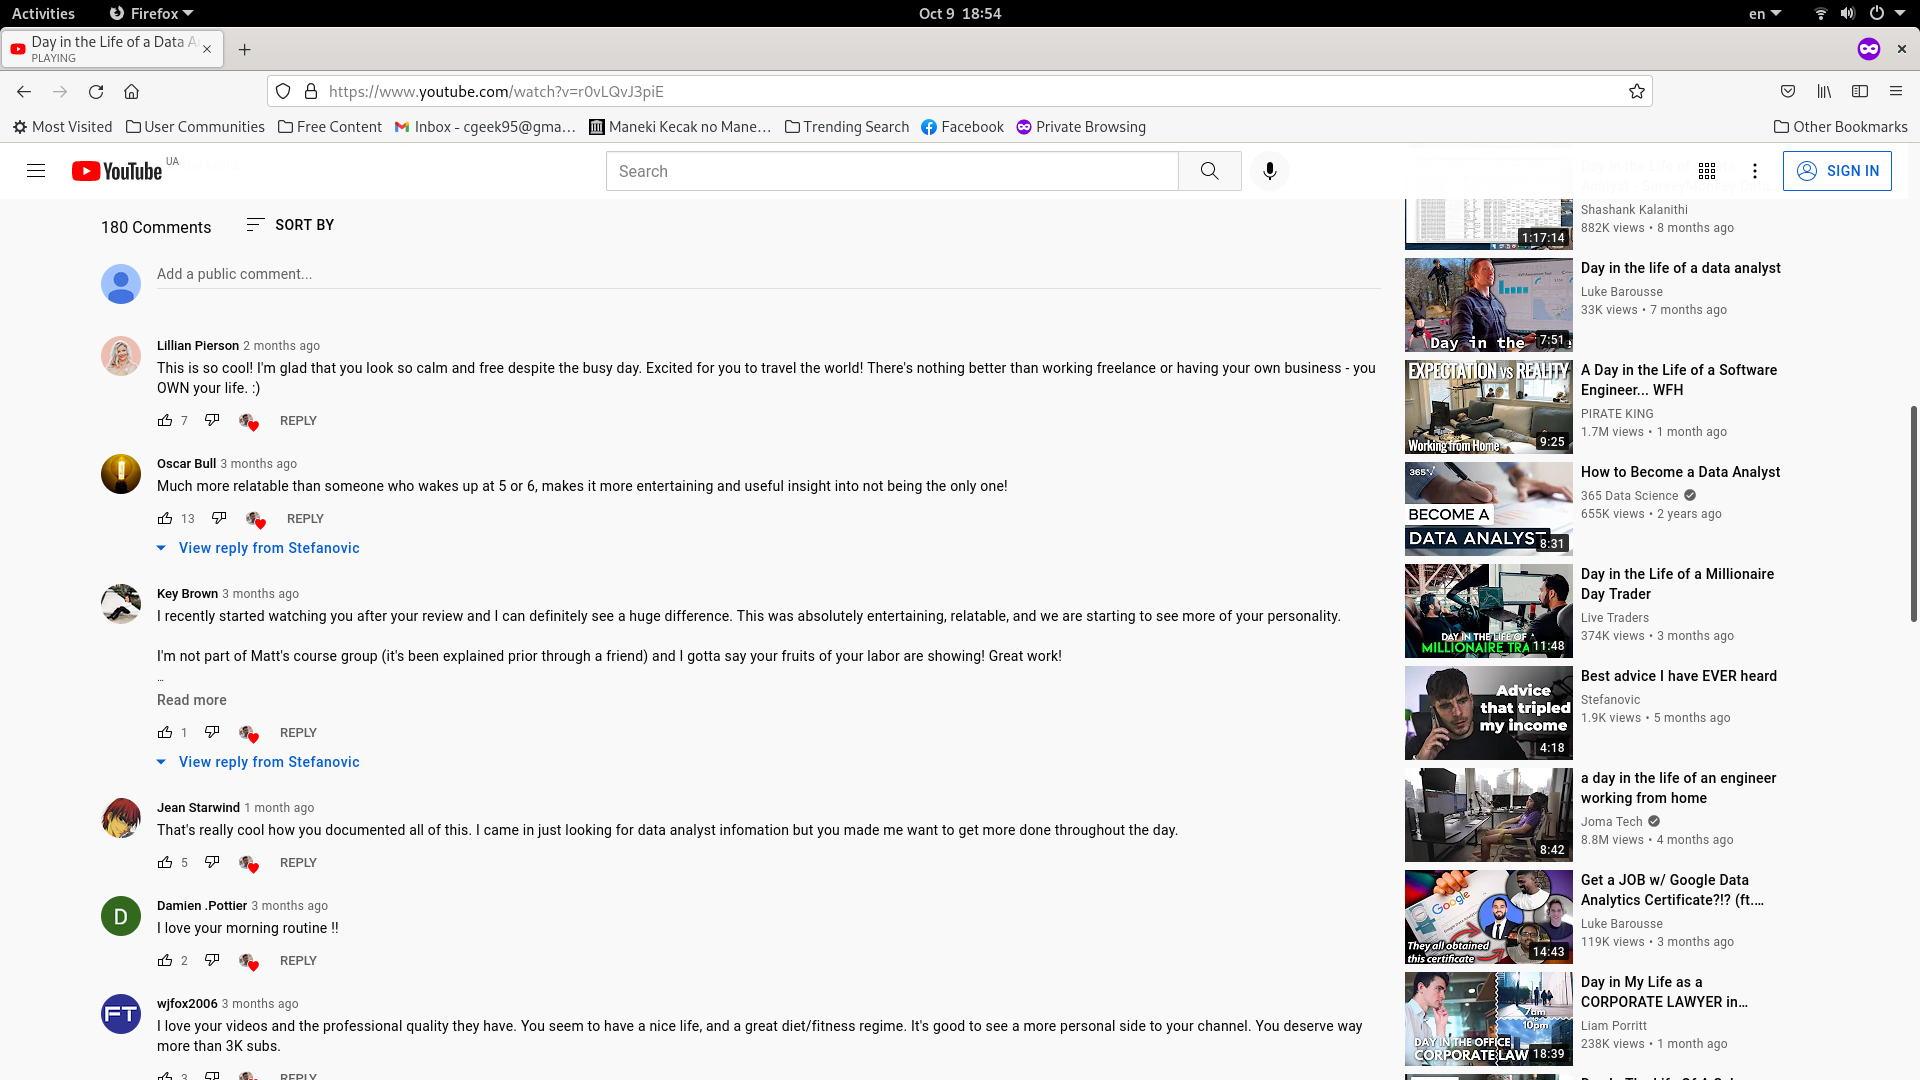 Activities
Firefox
Oct 9 18:54
en
Day in the Life of a Data A
PLAYING
https://www.youtube.com/watch?v=r0vLQvJ3piE
Most Visited
User Communities
Free Content
Inbox - cgeek95@gma…
Maneki Kecak no Mane…
Trending Search
Facebook
Private Browsing
Other Bookmarks
YouTube UA
Search
SIGN IN
180 Comments
SORT BY
Add a public comment...
Lillian Pierson 2 months ago
This is so cool! I'm glad that you look so calm and free despite the busy day. Excited for you to travel the world! There's nothing better than working freelance or having your own business - you
OWN your life. :)
7
REPLY
Oscar Bull 3 months ago
Much more relatable than someone who wakes up at 5 or 6, makes it more entertaining and useful insight into not being the only one!
13
REPLY
View reply from Stefanovic
Key Brown 3 months ago
I recently started watching you after your review and I can definitely see a huge difference. This was absolutely entertaining, relatable, and we are starting to see more of your personality.
I'm not part of Matt's course group (it's been explained prior through a friend) and I gotta say your fruits of your labor are showing! Great work!
…
Read more
1
REPLY
View reply from Stefanovic
Jean Starwind 1 month ago
That's really cool how you documented all of this. I came in just looking for data analyst infomation but you made me want to get more done throughout the day.
5
REPLY
D
Damien .Pottier 3 months ago
I love your morning routine !!
2
REPLY
FT
wjfox2006 3 months ago
I love your videos and the professional quality they have. You seem to have a nice life, and a great diet/fitness regime. It's good to see a more personal side to your channel. You deserve way
more than 3K subs.
3
REPLY
1:17:14
Shashank Kalanithi
882K views • 8 months ago
Day in the
7:51
Day in the life of a data analyst
Luke Barousse
33K views • 7 months ago
EXPECTATION vs REALITY
Working from Home
9:25
A Day in the Life of a Software
Engineer... WFH
PIRATE KING
1.7M views • 1 month ago
365
BECOME A
DATA ANALYST
8:31
How to Become a Data Analyst
365 Data Science
655K views • 2 years ago
DAY IN THE LIFE OF A
MILLIONAIRE TRA
11:48
Day in the Life of a Millionaire
Day Trader
Live Traders
374K views • 3 months ago
Advice
that tripled
my income
4:18
Best advice I have EVER heard
Stefanovic
1.9K views • 5 months ago
8:42
a day in the life of an engineer
working from home
Joma Tech
8.8M views • 4 months ago
Google
They all obtained
this certificate
14:43
Get a JOB w/ Google Data
Analytics Certificate?!? (ft.…
Luke Barousse
119K views • 3 months ago
7am
10pm
DAY IN THE OFFICE
CORPORATE LAW
18:39
Day in My Life as a
CORPORATE LAWYER in…
Liam Porritt
238K views • 1 month ago